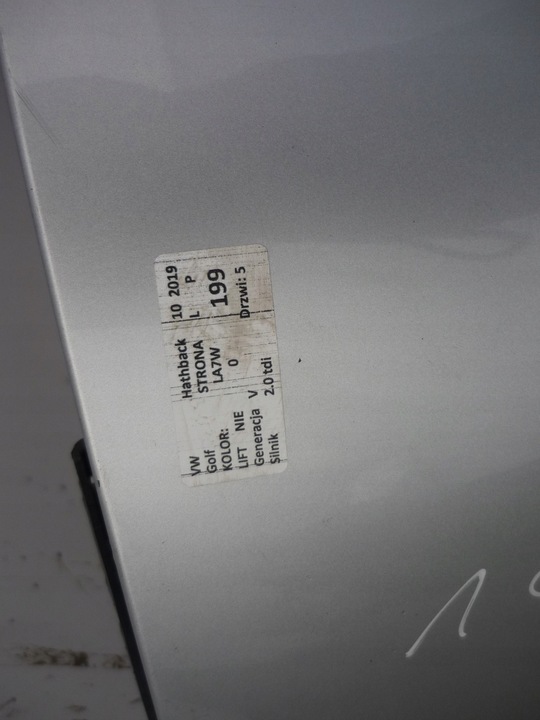 VW Hathback 10 2019
Golf STRONA L P
KOLOR: LA7W 199
LIFT NIE 0
Generacja V Drzwi: 5
Silnik 2.0 tdi
1